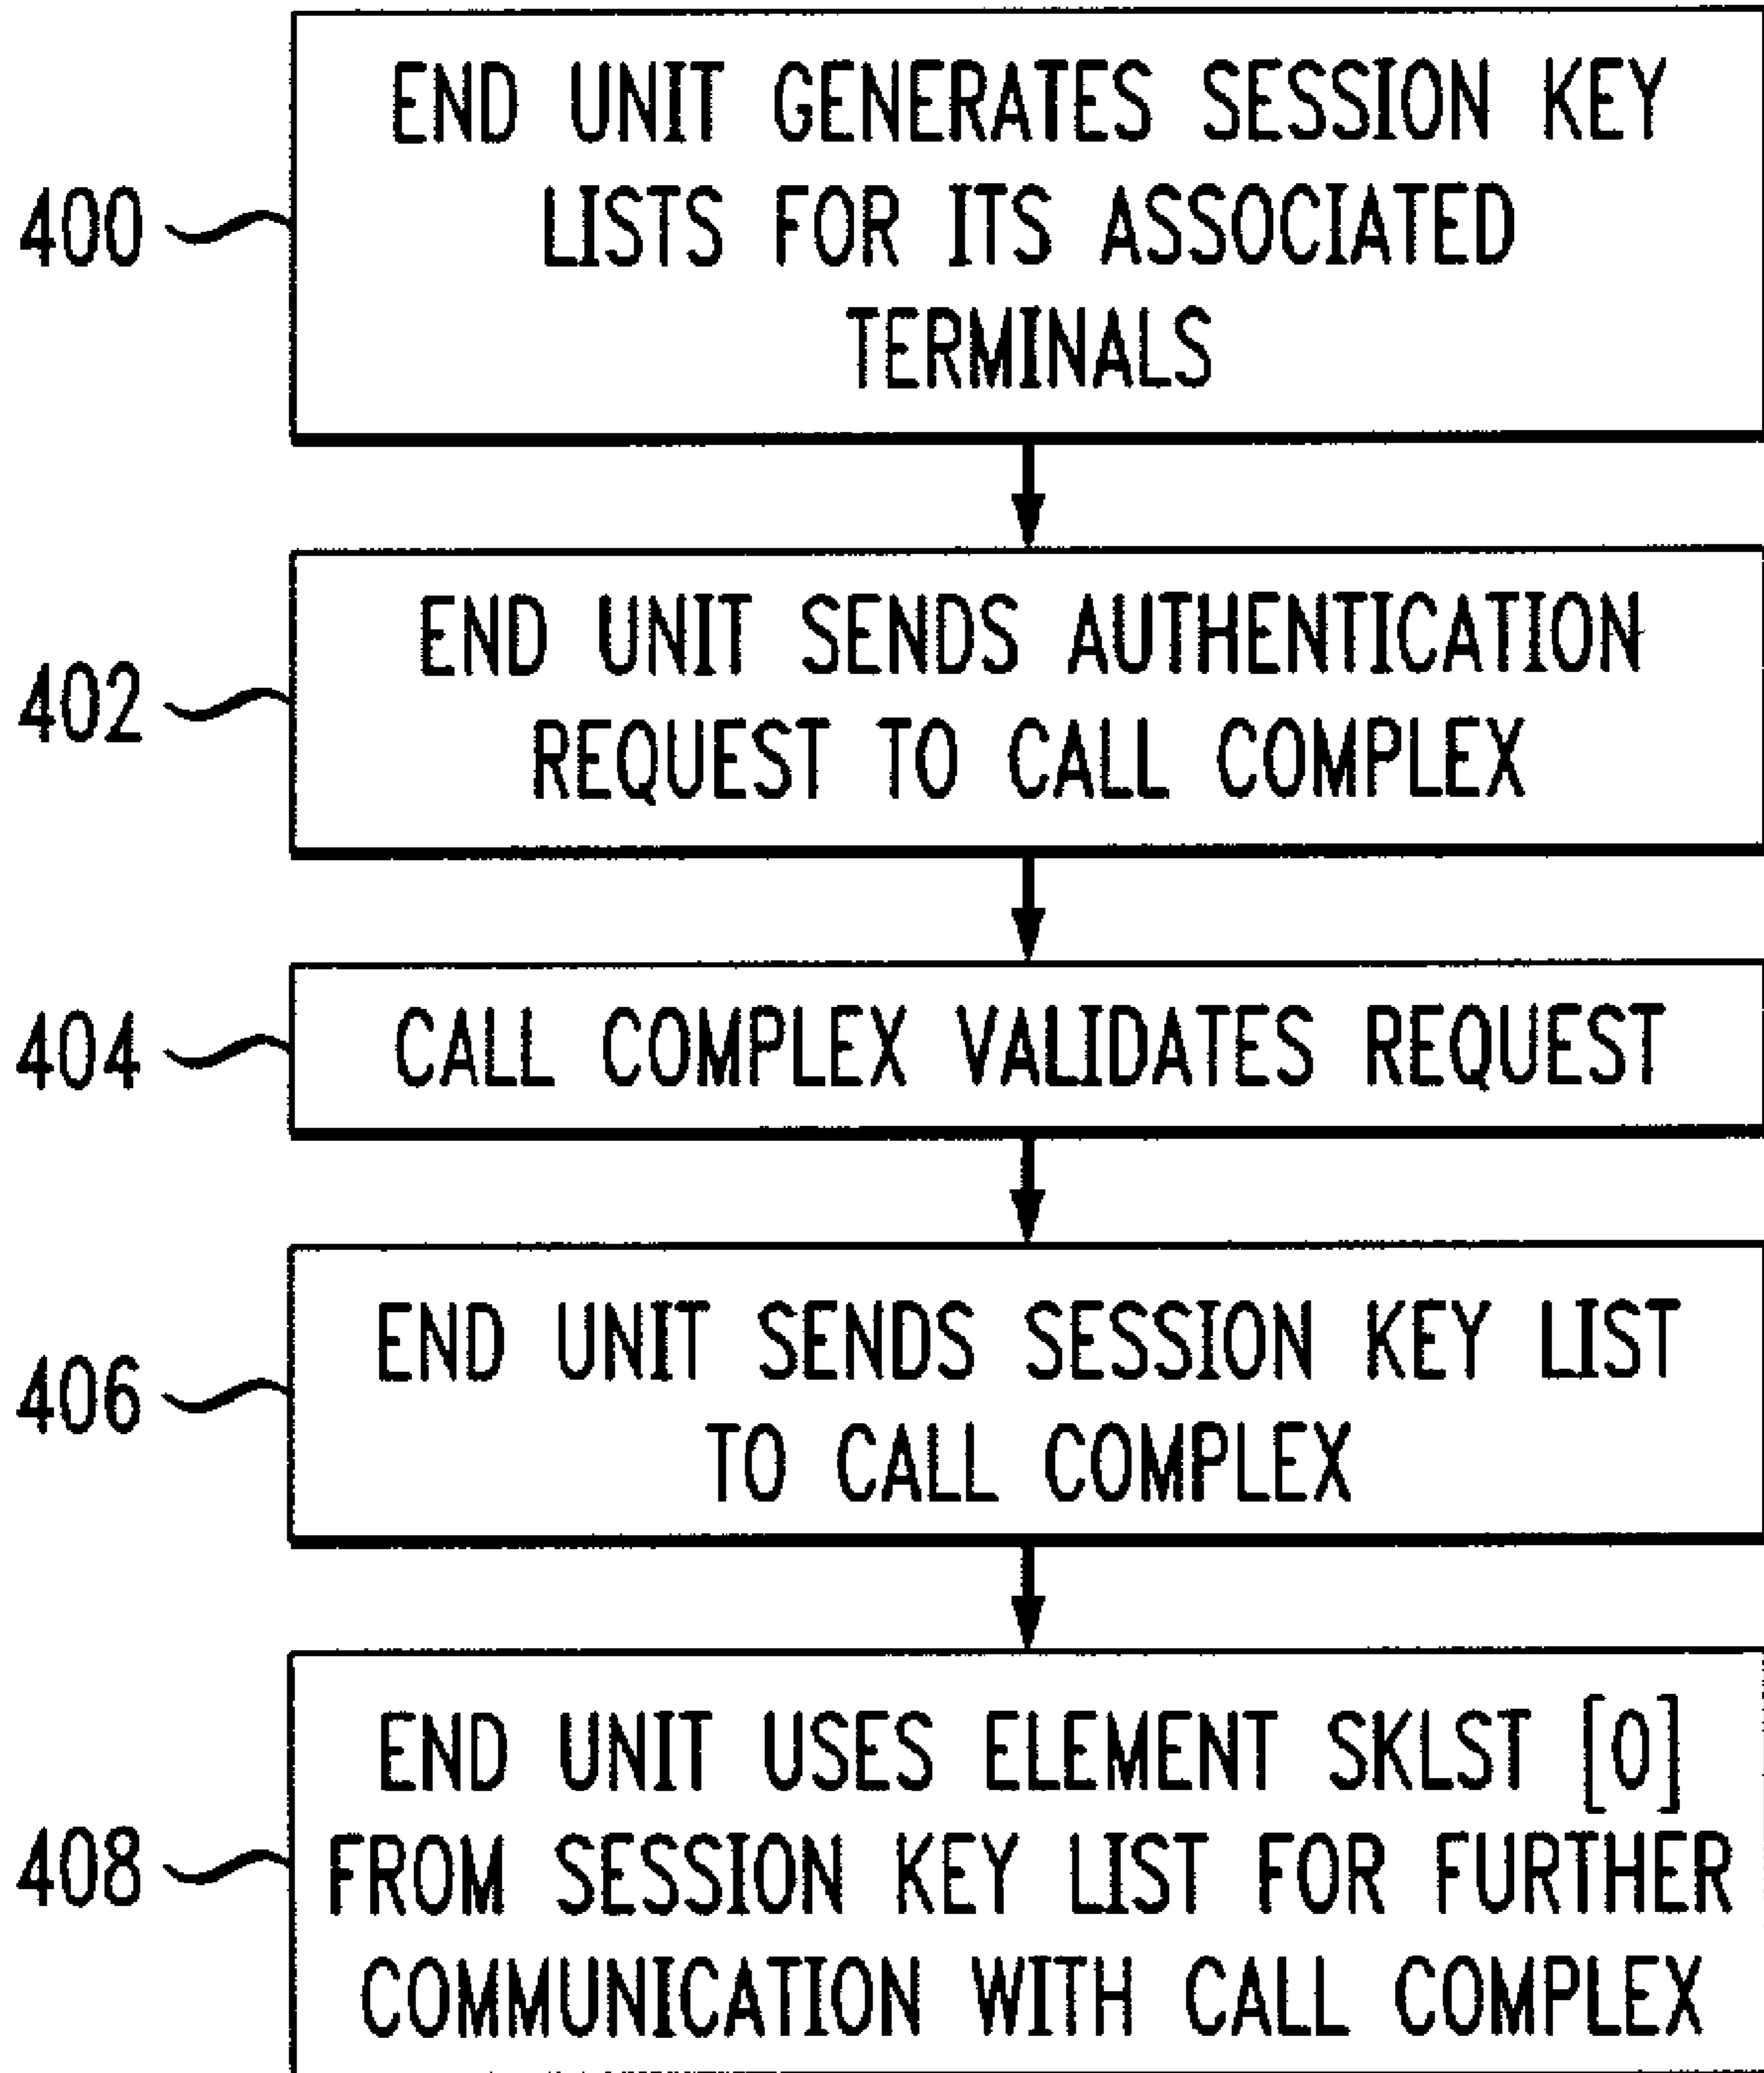 END UNIT GENERATES SESSION KEY
LISTS FOR ITS ASSOCIATED
TERMINALS
400
END UNIT SENDS AUTHENTICATION
REQUEST TO CALL COMPLEX
402
CALL COMPLEX VALIDATES REQUEST
404
END UNIT SENDS SESSION KEY LIST
TO CALL COMPLEX
406
END UNIT USES ELEMENT SKLST [0]
FROM SESSION KEY LIST FOR FURTHER
COMMUNICATION WITH CALL COMPLEX
408